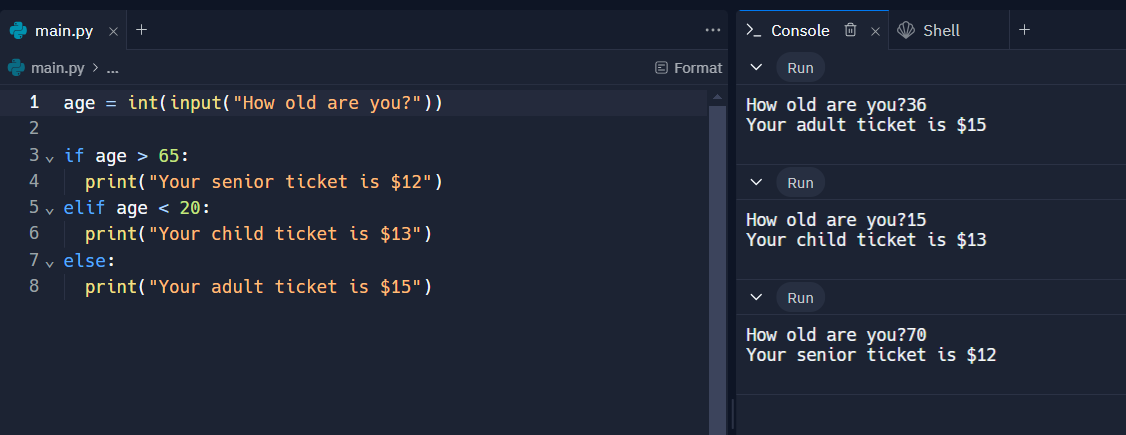 main.py × +
main.py > ...
Format
1 age = int(input("How old are you?"))
2
3 if age > 65:
4 print("Your senior ticket is $12")
5 elif age < 20:
6 print("Your child ticket is $13")
7 else:
8 print("Your adult ticket is $15")
Console × Shell +
Run
How old are you?36
Your adult ticket is $15
Run
How old are you?15
Your child ticket is $13
Run
How old are you?70
Your senior ticket is $12